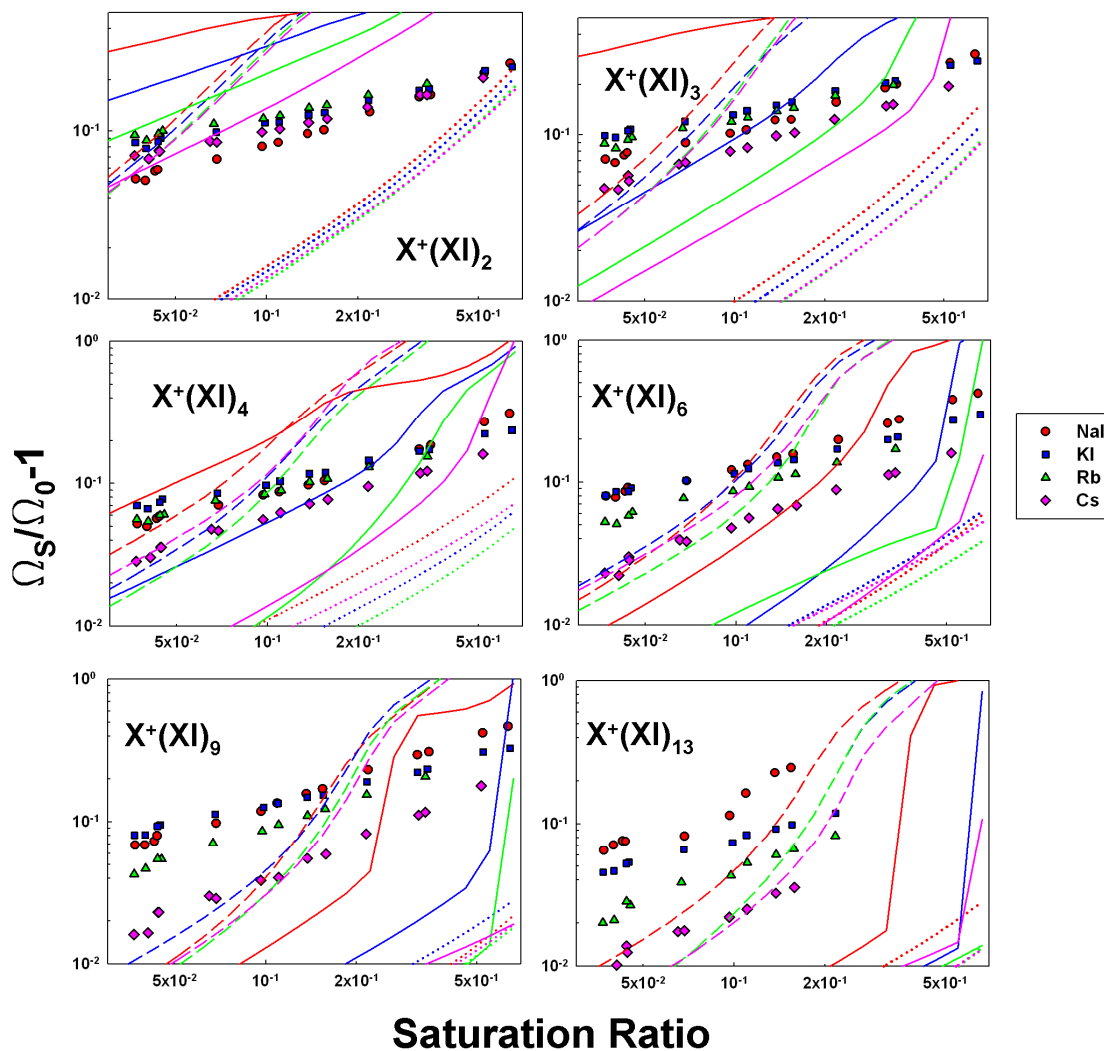 X⁺(XI)₂
10⁻¹
10⁻²
5x10⁻²
10⁻¹
2x10⁻¹
5x10⁻¹
X⁺(XI)₃
10⁻¹
10⁻²
5x10⁻²
10⁻¹
2x10⁻¹
5x10⁻¹
X⁺(XI)₄
10⁰
10⁻¹
10⁻²
5x10⁻²
10⁻¹
2x10⁻¹
5x10⁻¹
X⁺(XI)₆
10⁰
10⁻¹
10⁻²
5x10⁻²
10⁻¹
2x10⁻¹
5x10⁻¹
NaI
KI
Rb
Cs
Ωs/Ω₀-1
X⁺(XI)₉
10⁰
10⁻¹
10⁻²
5x10⁻²
10⁻¹
2x10⁻¹
5x10⁻¹
X⁺(XI)₁₃
10⁰
10⁻¹
10⁻²
5x10⁻²
10⁻¹
2x10⁻¹
5x10⁻¹
Saturation Ratio